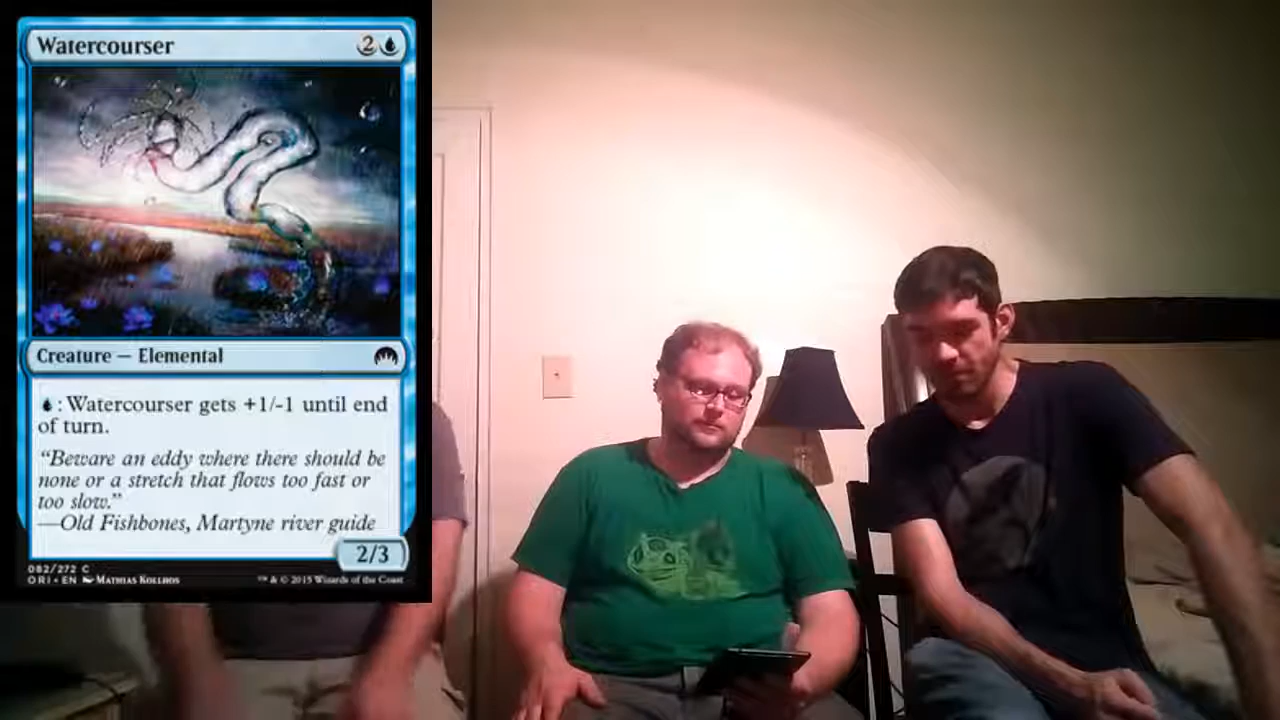 Watercourser 2
Creature — Elemental
: Watercourser gets +1/-1 until end
of turn.
"Beware an eddy where there should be
none or a stretch that flows too fast or
too slow."
—Old Fishbones, Martyne river guide
2/3
082/272 C
ORI • EN Mathias Kollros ™ & © 2015 Wizards of the Coast